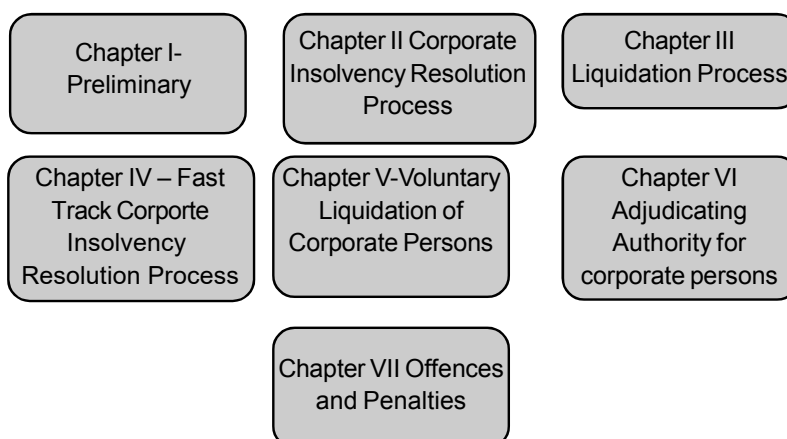 Chapter I-
Preliminary
Chapter II Corporate
Insolvency Resolution
Process
Chapter III
Liquidation Process
Chapter IV – Fast
Track Corporte
Insolvency
Resolution Process
Chapter V-Voluntary
Liquidation of
Corporate Persons
Chapter VI
Adjudicating
Authority for
corporate persons
Chapter VII Offences
and Penalties